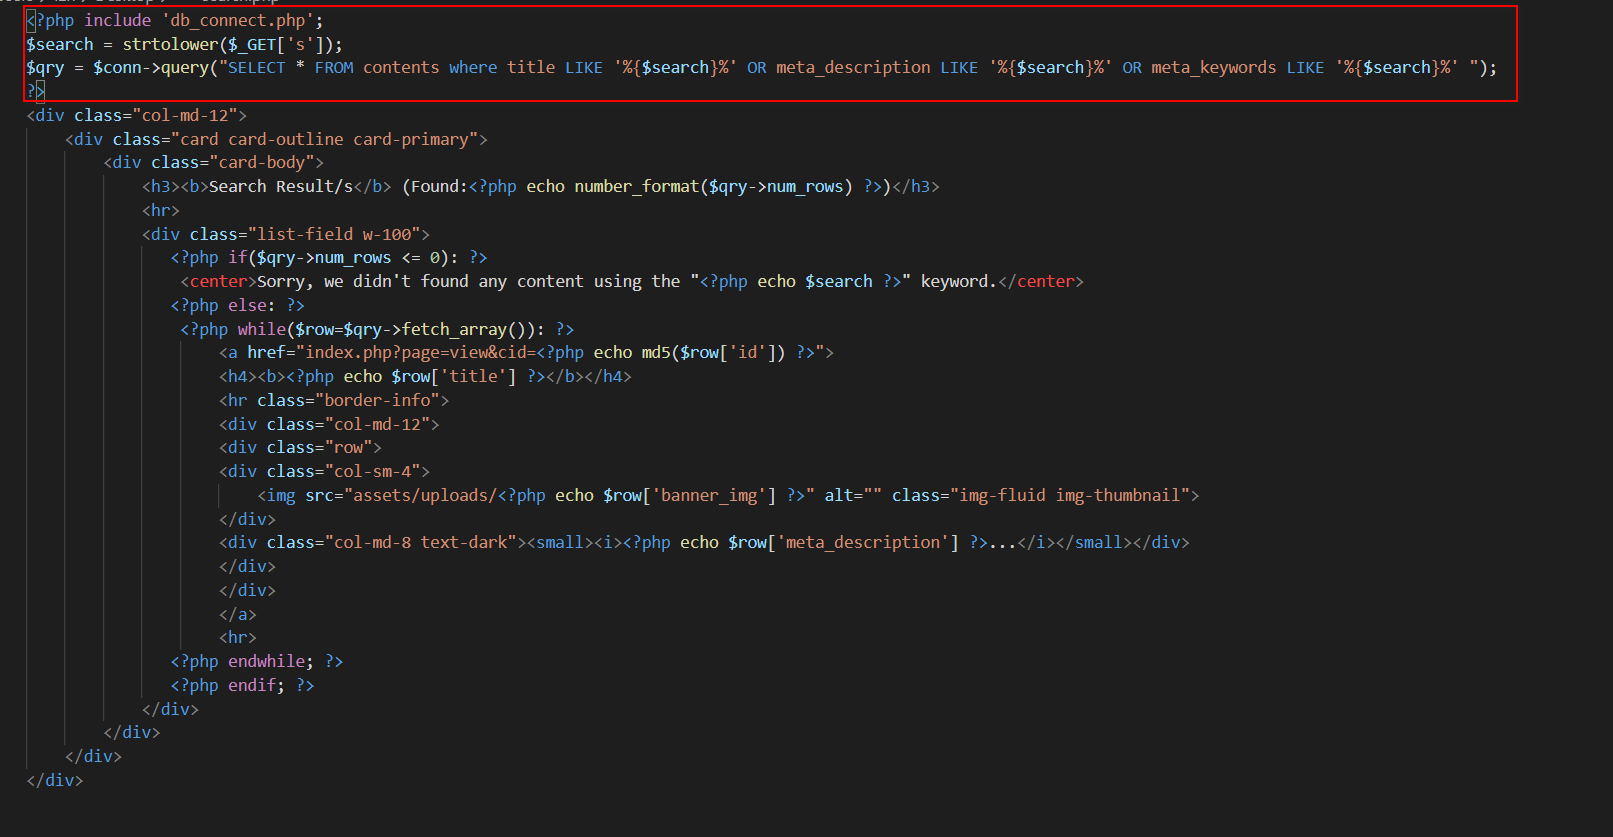 <?php include 'db_connect.php';
$search = strtolower($_GET['s']);
$qry = $conn->query("SELECT * FROM contents where title LIKE '%{$search}%' OR meta_description LIKE '%{$search}%' OR meta_keywords LIKE '%{$search}%' ");
?>
<div class="col-md-12">
    <div class="card card-outline card-primary">
        <div class="card-body">
            <h3><b>Search Result/s</b> (Found:<?php echo number_format($qry->num_rows) ?>)</h3>
            <hr>
            <div class="list-field w-100">
               <?php if($qry->num_rows <= 0): ?>
                <center>Sorry, we didn't found any content using the "<?php echo $search ?>" keyword.</center>
               <?php else: ?>
                <?php while($row=$qry->fetch_array()): ?>
                    <a href="index.php?page=view&cid=<?php echo md5($row['id']) ?>">
                    <h4><b><?php echo $row['title'] ?></b></h4>
                    <hr class="border-info">
                    <div class="col-md-12">
                    <div class="row">
                    <div class="col-sm-4">
                        <img src="assets/uploads/<?php echo $row['banner_img'] ?>" alt="" class="img-fluid img-thumbnail">
                    </div>
                    <div class="col-md-8 text-dark"><small><i><?php echo $row['meta_description'] ?>...</i></small></div>
                    </div>
                    </div>
                    </a>
                    <hr>
               <?php endwhile; ?>
               <?php endif; ?>
            </div>
        </div>
    </div>
</div>